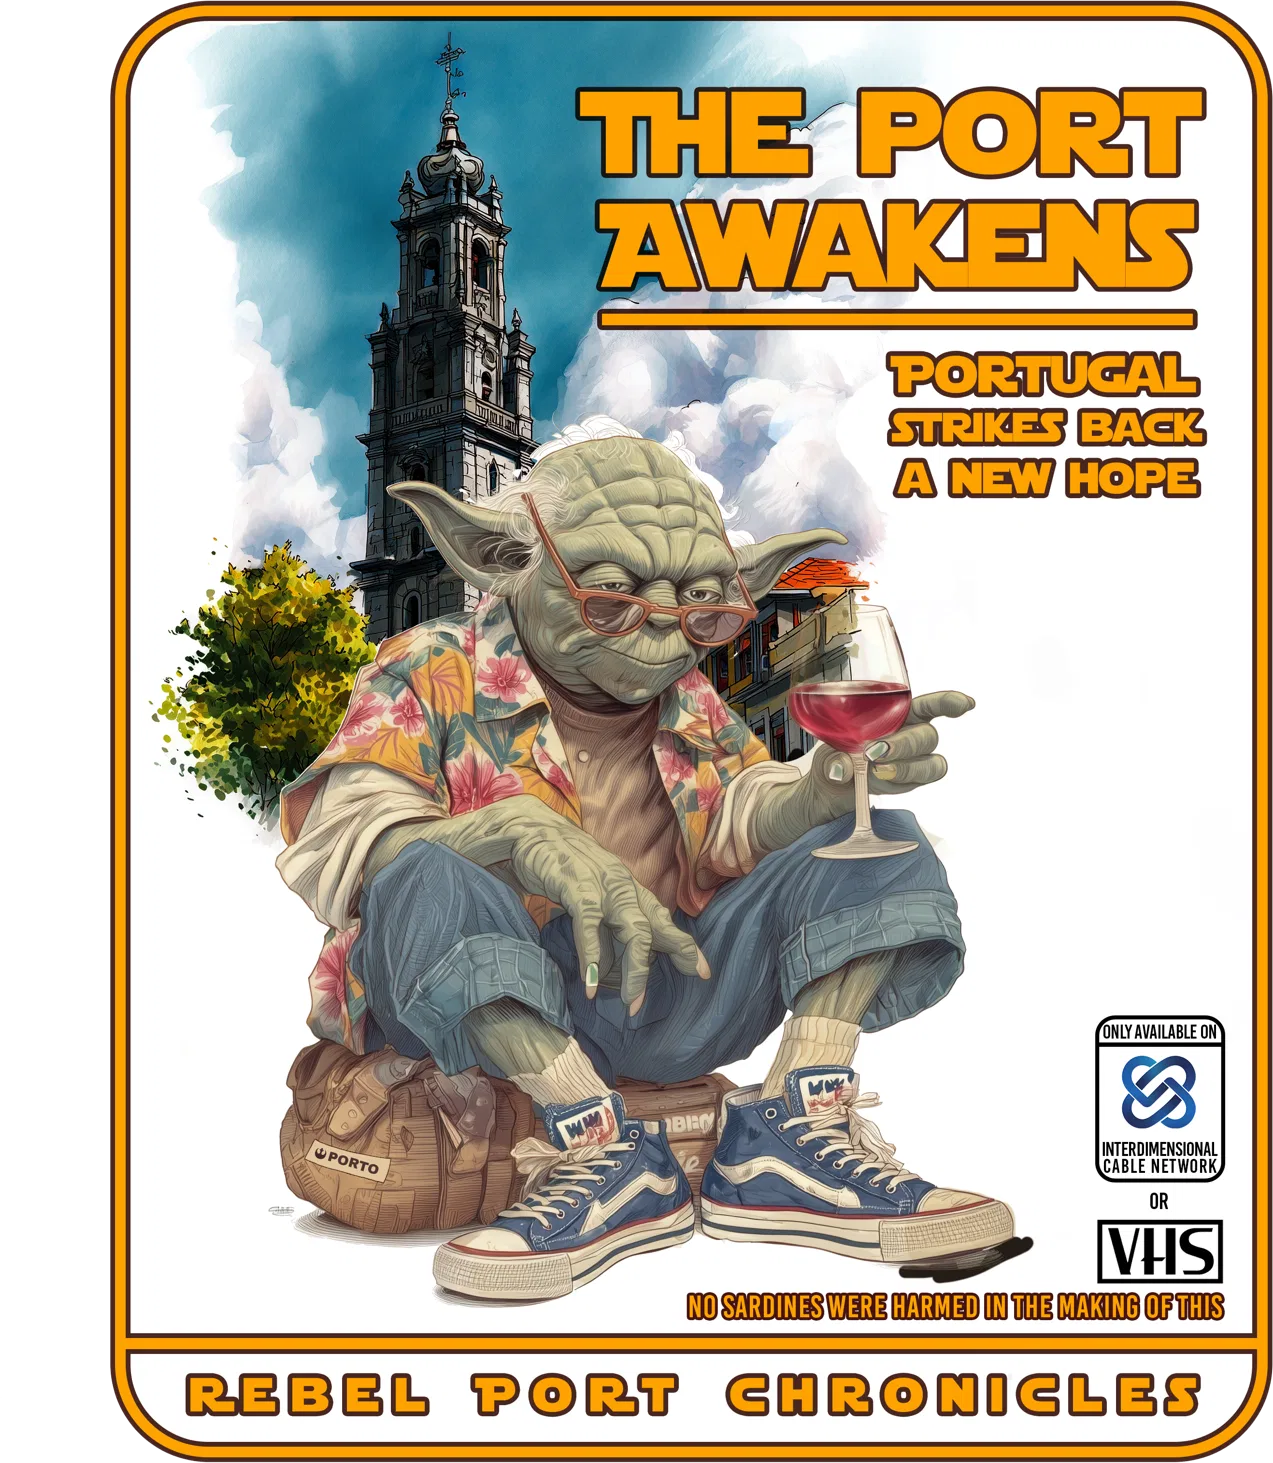 THE PORT
AWAKENS
PORTUGAL
STRIKES BACK
A NEW HOPE
PORTO
ONLY AVAILABLE ON
INTERDIMENSIONAL
CABLE NETWORK
OR
VHS
NO SARDINES WERE HARMED IN THE MAKING OF THIS
REBEL PORT CHRONICLES